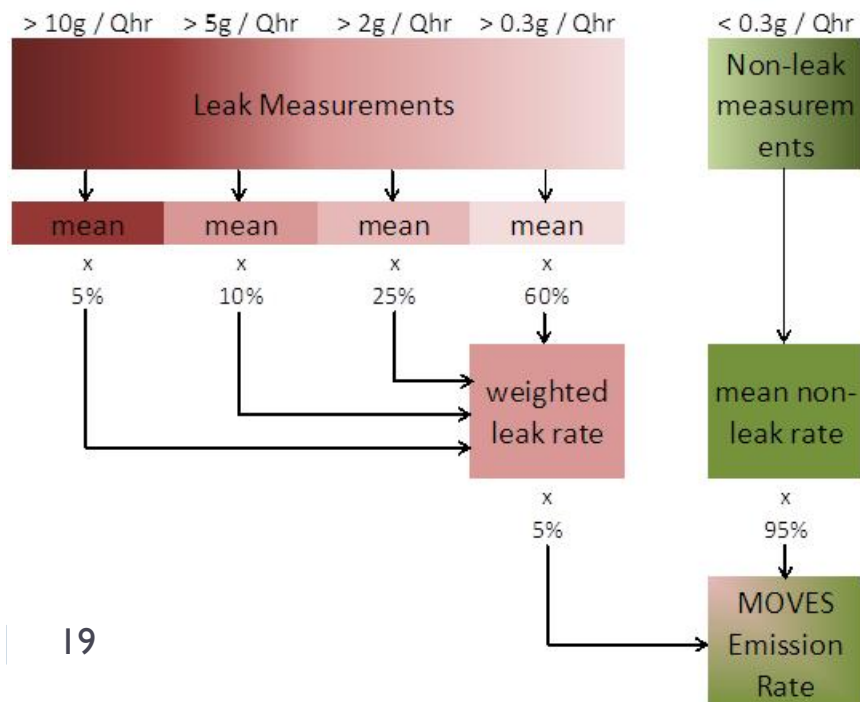 > 10g / Qhr > 5g / Qhr > 2g / Qhr > 0.3g / Qhr < 0.3g / Qhr
Leak Measurements
Non-leak
measurem
ents
mean mean mean mean
x x x x
5% 10% 25% 60%
weighted
leak rate
mean non-
leak rate
x x
5% 95%
MOVES
Emission
Rate
19